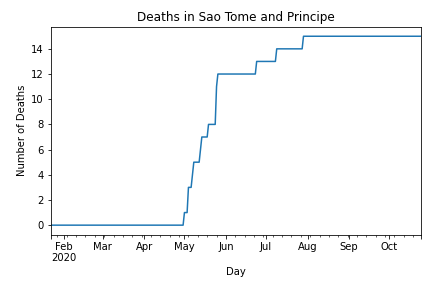 Deaths in Sao Tome and Principe
Number of Deaths
14
12
10
8
6
4
2
0
Feb Mar Apr May Jun Jul Aug Sep Oct
2020
Day